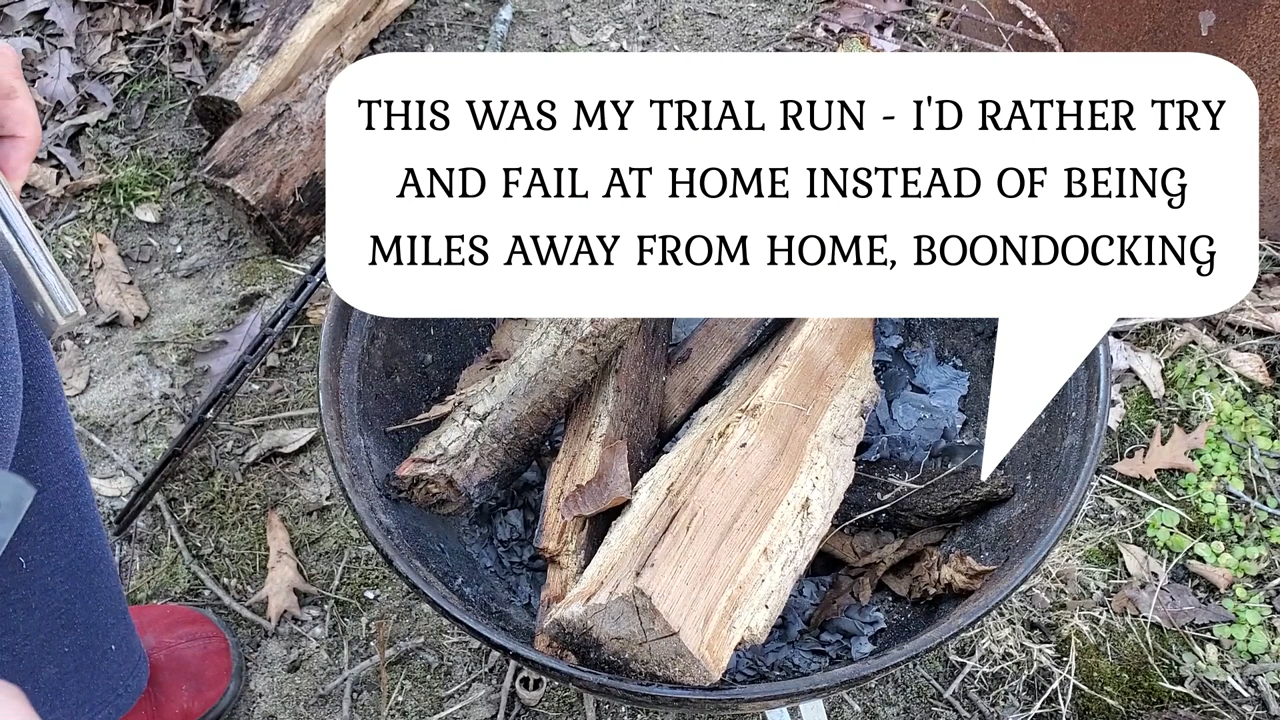 THIS WAS MY TRIAL RUN - I'D RATHER TRY
AND FAIL AT HOME INSTEAD OF BEING
MILES AWAY FROM HOME, BOONDOCKING